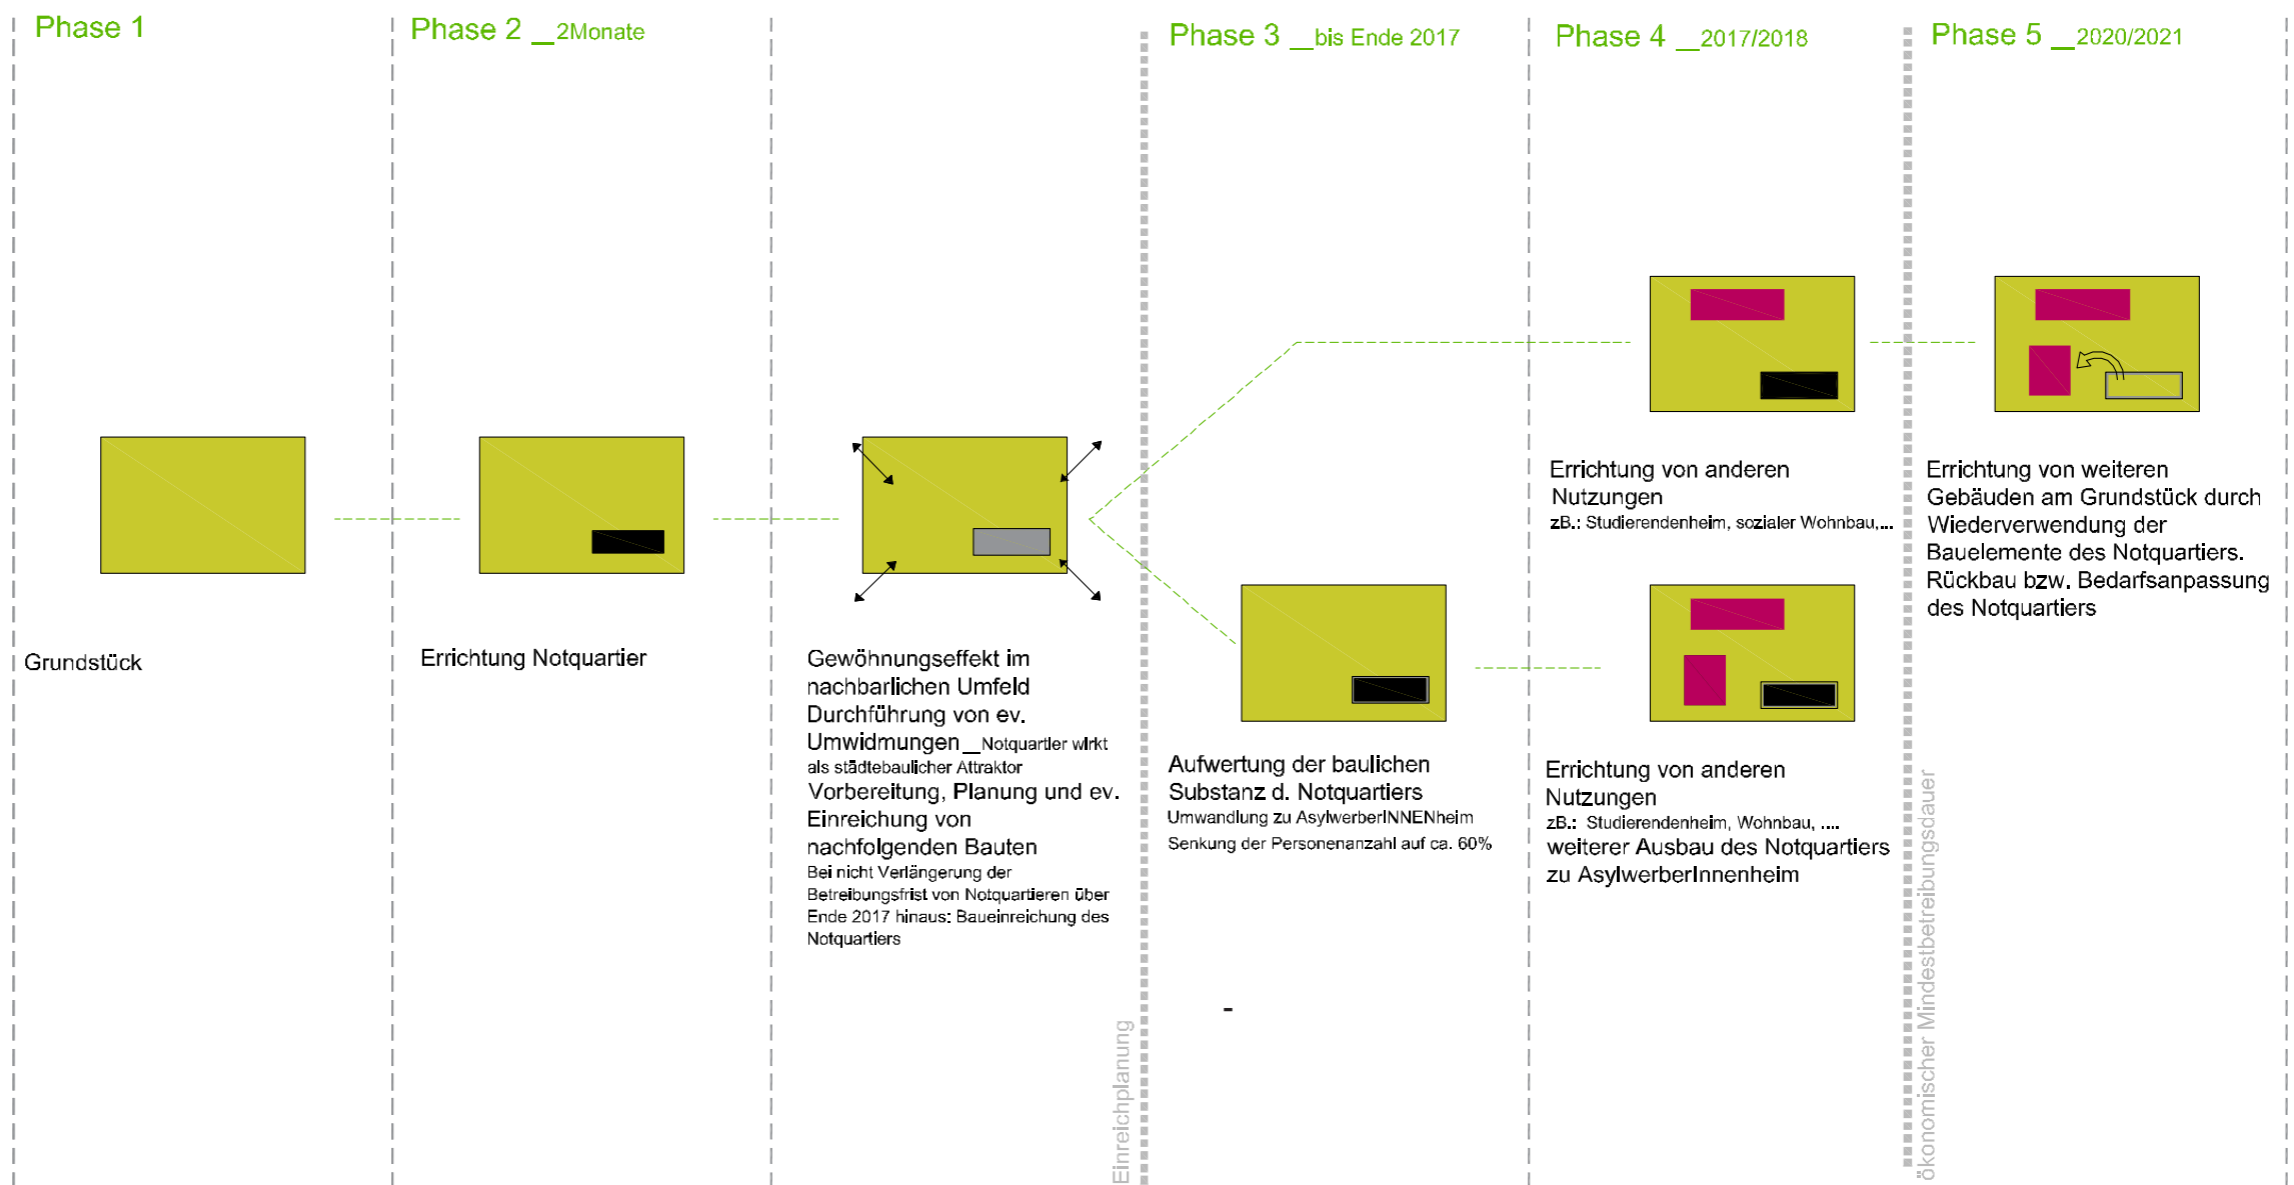 Phase 1
Phase 2 __2Monate
Phase 3 __bis Ende 2017
Phase 4 __2017/2018
Phase 5 __2020/2021
Grundstück
Errichtung Notquartier
Gewöhnungseffekt im
nachbarlichen Umfeld
Durchführung von ev.
Umwidmungen__Notquartier wirkt
als städtebaulicher Attraktor
Vorbereitung, Planung und ev.
Einreichung von
nachfolgenden Bauten
Bei nicht Verlängerung der
Betreibungsfrist von Notquartieren über
Ende 2017 hinaus: Baueinreichung des
Notquartiers
Einreichplanung
Aufwertung der baulichen
Substanz d. Notquartiers
Umwandlung zu AsylwerberINNENheim
Senkung der Personenanzahl auf ca. 60%
-
Errichtung von anderen
Nutzungen
zB.: Studierendenheim, sozialer Wohnbau,...
Errichtung von anderen
Nutzungen
zB.: Studierendenheim, Wohnbau, ....
weiterer Ausbau des Notquartiers
zu AsylwerberInnenheim
ökonomischer Mindestbetreibungsdauer
Errichtung von weiteren
Gebäuden am Grundstück durch
Wiederverwendung der
Bauelemente des Notquartiers.
Rückbau bzw. Bedarfsanpassung
des Notquartiers